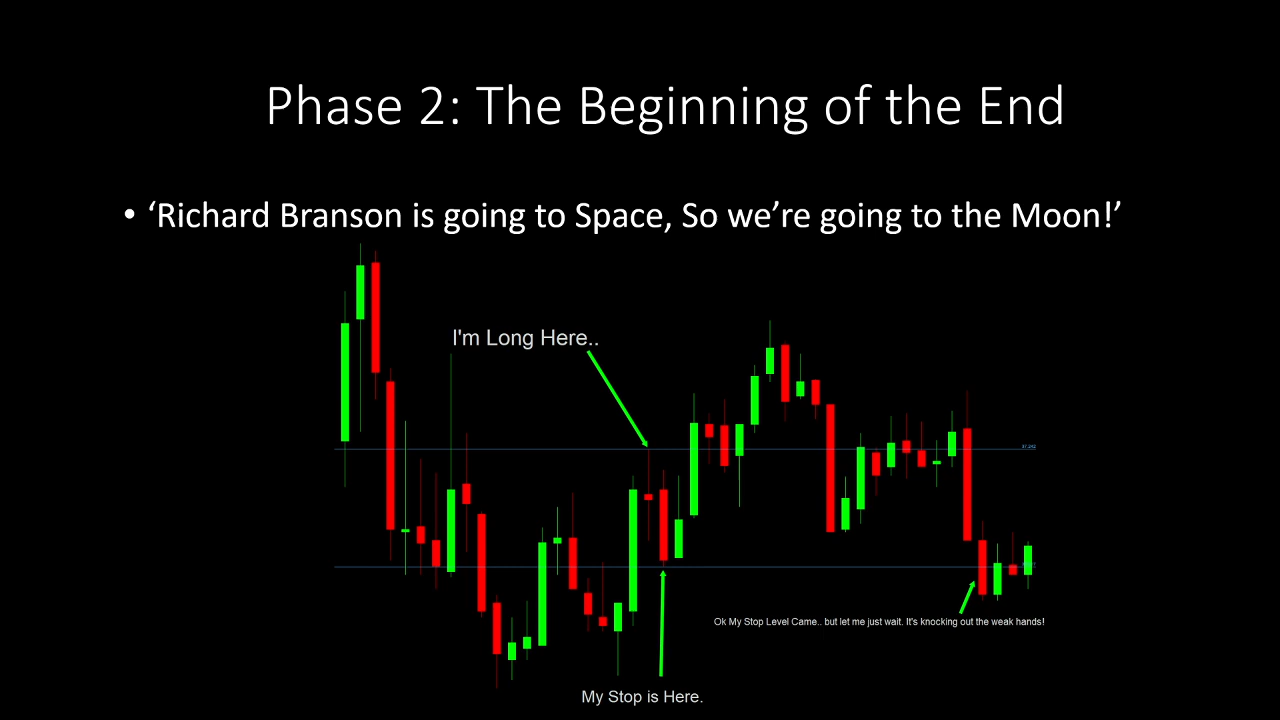 Phase 2: The Beginning of the End
• ‘Richard Branson is going to Space, So we’re going to the Moon!’
I'm Long Here..
Ok My Stop Level Came.. but let me just wait. It's knocking out the weak hands!
My Stop is Here.